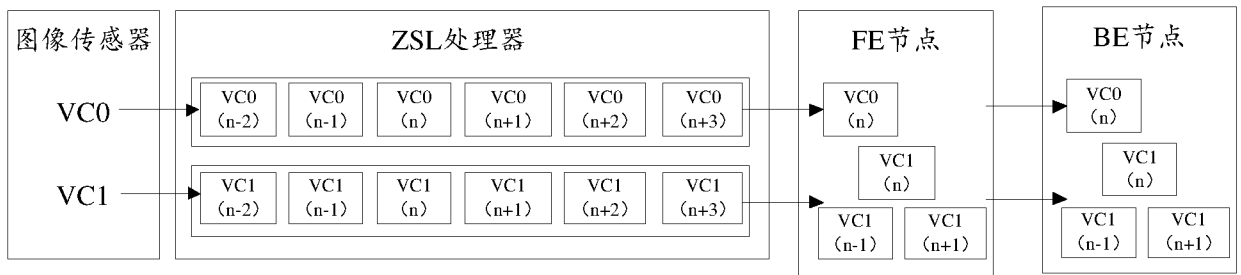 图像传感器
VC0
VC1
ZSL处理器
VC0
（n-2）
VC0
（n-1）
VC0
（n）
VC0
（n+1）
VC0
（n+2）
VC0
（n+3）
VC1
（n-2）
VC1
（n-1）
VC1
（n）
VC1
（n+1）
VC1
（n+2）
VC1
（n+3）
FE节点
VC0
（n）
VC1
（n）
VC1
（n-1）
VC1
（n+1）
BE节点
VC0
（n）
VC1
（n）
VC1
（n-1）
VC1
（n+1）